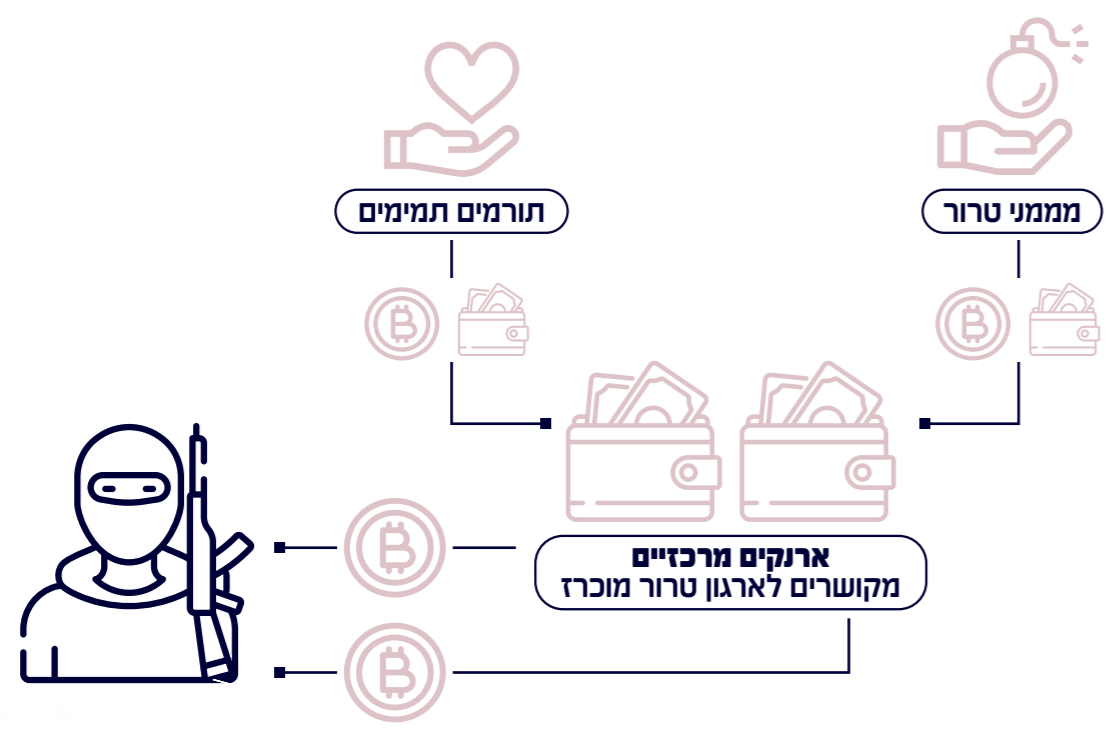 מממני טרור
תורמים תמימים
ארנקים מרכזיים
מקושרים לארגון טרור מוכרז